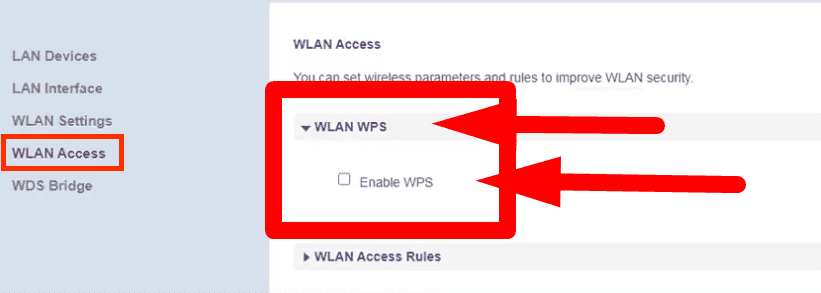 LAN Devices
LAN Interface
WLAN Settings
WLAN Access
WDS Bridge
WLAN Access
You can set wireless parameters and rules to improve WLAN security.
WLAN WPS
Enable WPS
WLAN Access Rules